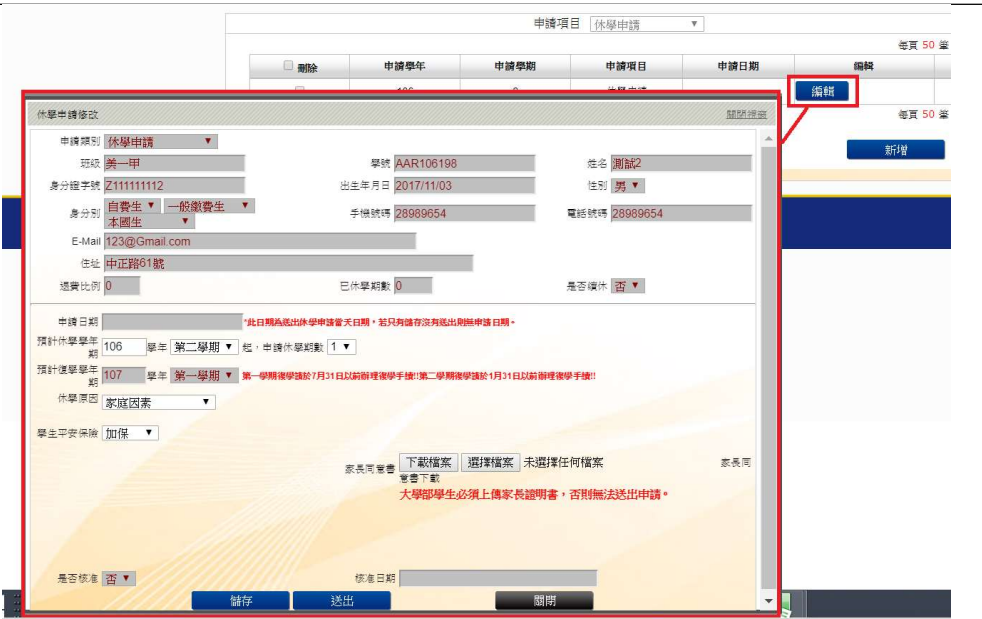 申請項目 休學申請
每頁 50 筆
刪除 申請學年 申請學期 申請項目 申請日期 編輯
編輯
休學申請修改 關閉視窗
每頁 50 筆
申請類別 休學申請
新增
班級 美一甲 學號 AAR106198 姓名 測試2
身分證字號 Z111111112 出生年月日 2017/11/03 性別 男
身分別 自費生 一般繳費生 手機號碼 28989654 電話號碼 28989654
本國生
E-Mail 123@Gmail.com
住址 中正路61號
退費比例 0 已休學期數 0 是否續休 否
申請日期 *此日期為送出休學申請當天日期，若只有儲存沒有送出則無申請日期。
預計休學學年期 106 學年 第二學期 起，申請休學期數 1
預計復學學年期 107 學年 第一學期 第一學期復學請於7月31日以前辦理復學手續!!第二學期復學請於1月31日以前辦理復學手續!!
休學原因 家庭因素
學生平安保險 加保
家長同意書 下載檔案 選擇檔案 未選擇任何檔案 家長同
意書下載
大學部學生必須上傳家長證明書，否則無法送出申請。
是否核准 否 核准日期
儲存 送出 關閉